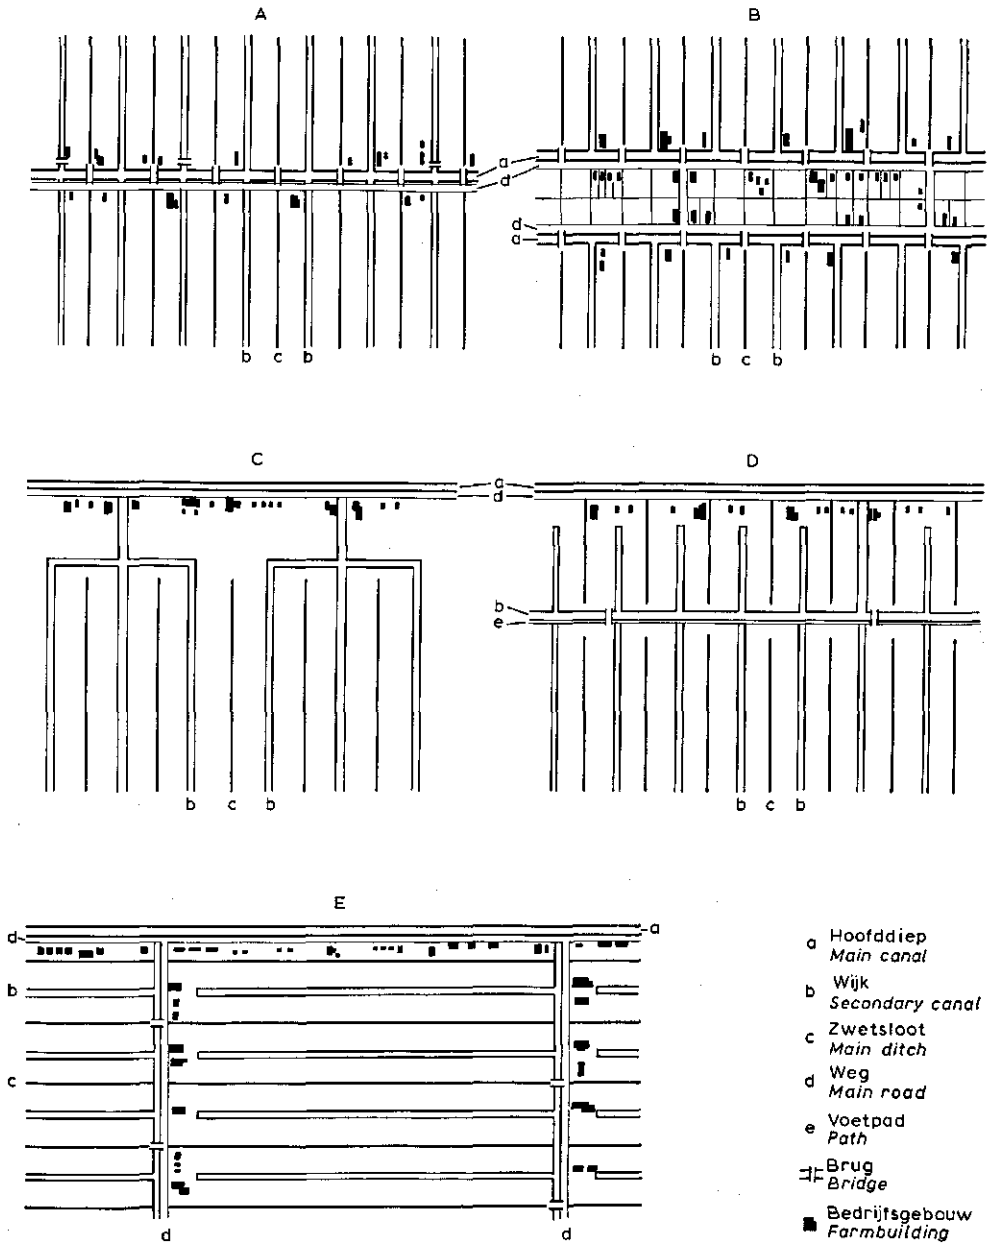 A
B
a
d
d
a
b c b
b c b
C
D
a
d
b
e
b c b
b c b
E
d
a
b
c
d
d
a Hoofddiep
Main canal
b Wijk
Secondary canal
c Zwetsloot
Main ditch
d Weg
Main road
e Voetpad
Path
Brug
Bridge
Bedrijfsgebouw
Farmbuilding